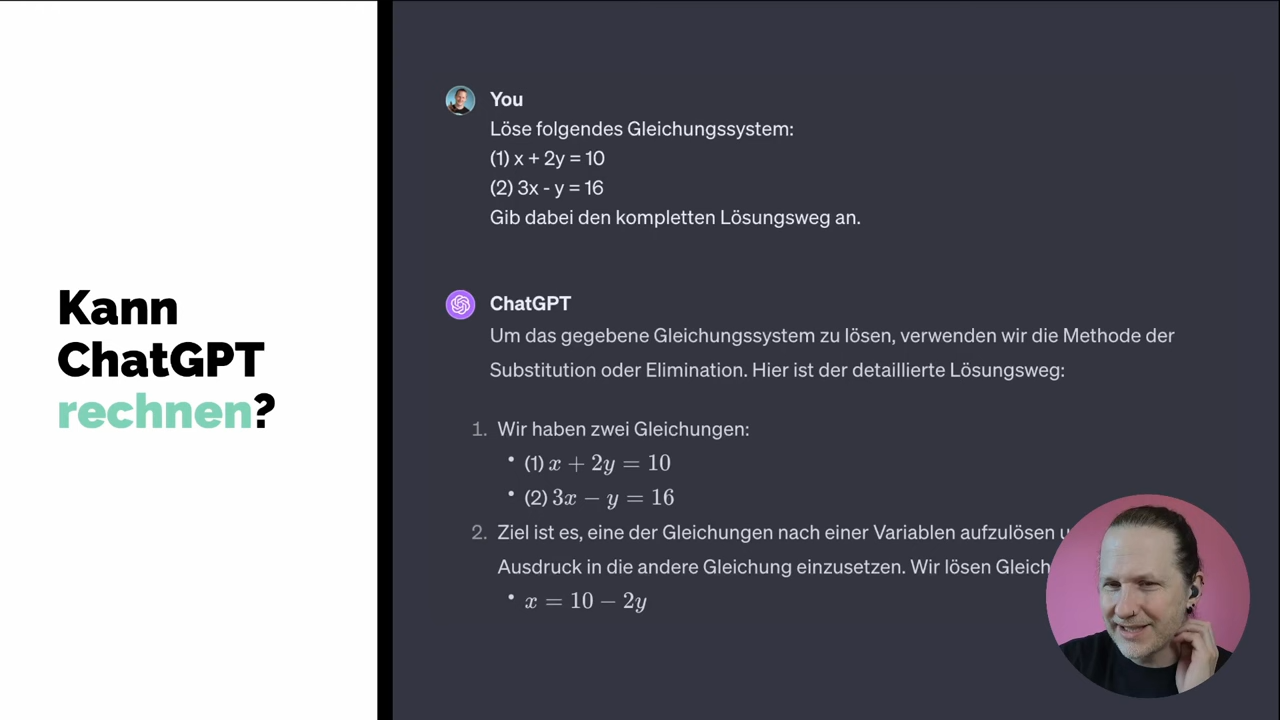 Kann
ChatGPT
rechnen?
You
Löse folgendes Gleichungssystem:
(1) x + 2y = 10
(2) 3x - y = 16
Gib dabei den kompletten Lösungsweg an.
ChatGPT
Um das gegebene Gleichungssystem zu lösen, verwenden wir die Methode der
Substitution oder Elimination. Hier ist der detaillierte Lösungsweg:
1. Wir haben zwei Gleichungen:
• (1) x + 2y = 10
• (2) 3x − y = 16
2. Ziel ist es, eine der Gleichungen nach einer Variablen aufzulösen
Ausdruck in die andere Gleichung einzusetzen. Wir lösen
• x = 10 − 2y